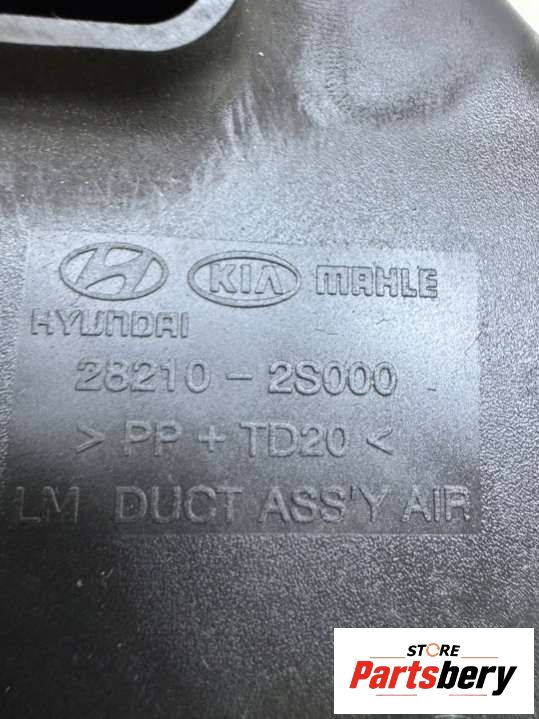 KIA MAHLE
HYUNDAI
28210 - 2S000
> PP + TD20 <
LM DUCT ASS'Y AIR
STORE
Partsbery